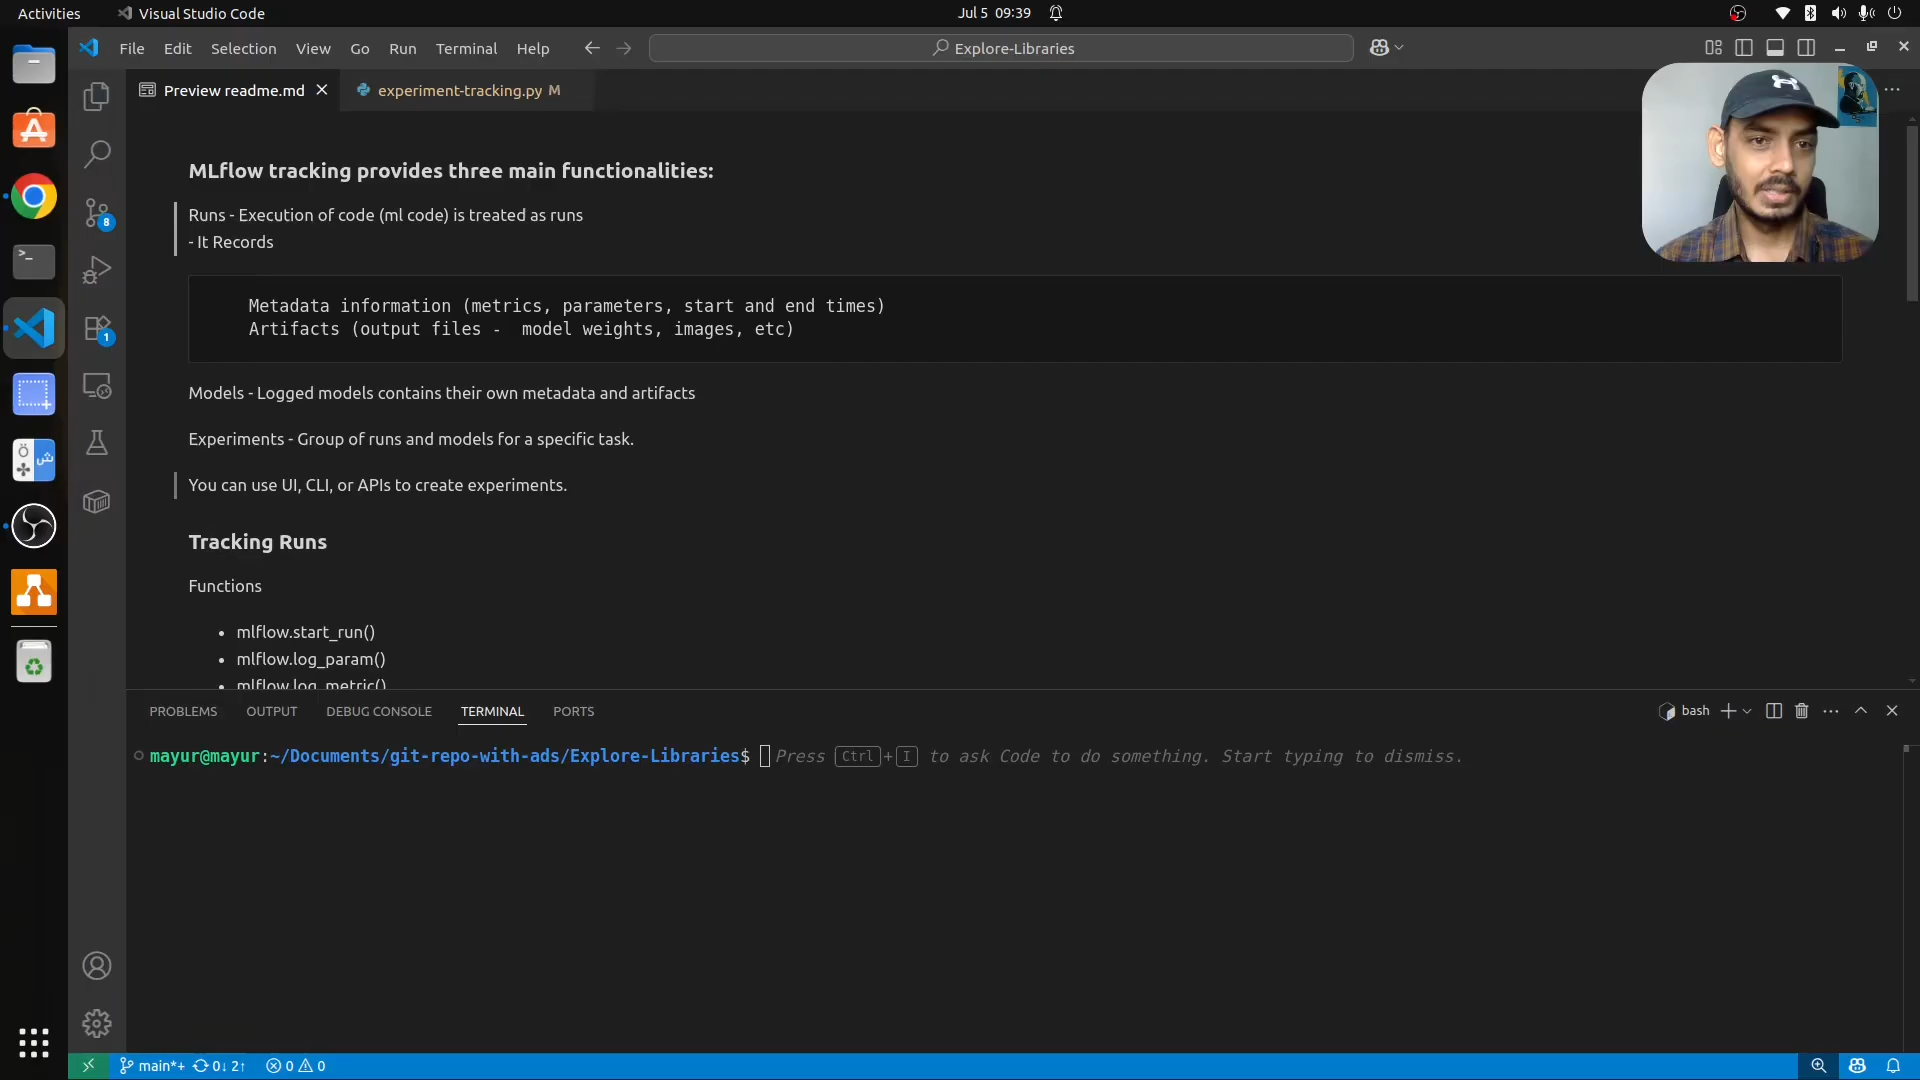 Activities
Visual Studio Code
Jul 5 09:39
File Edit Selection View Go Run Terminal Help
Explore-Libraries
Preview readme.md
experiment-tracking.py M
MLflow tracking provides three main functionalities:
Runs - Execution of code (ml code) is treated as runs
- It Records
Metadata information (metrics, parameters, start and end times)
Artifacts (output files - model weights, images, etc)
Models - Logged models contains their own metadata and artifacts
Experiments - Group of runs and models for a specific task.
You can use UI, CLI, or APIs to create experiments.
Tracking Runs
Functions
• mlflow.start_run()
• mlflow.log_param()
• mlflow.log_metric()
8
1
PROBLEMS OUTPUT DEBUG CONSOLE TERMINAL PORTS
bash
mayur@mayur:~/Documents/git-repo-with-ads/Explore-Libraries$ Press Ctrl+I to ask Code to do something. Start typing to dismiss.
main*+ 0↓ 2↑ 0 0